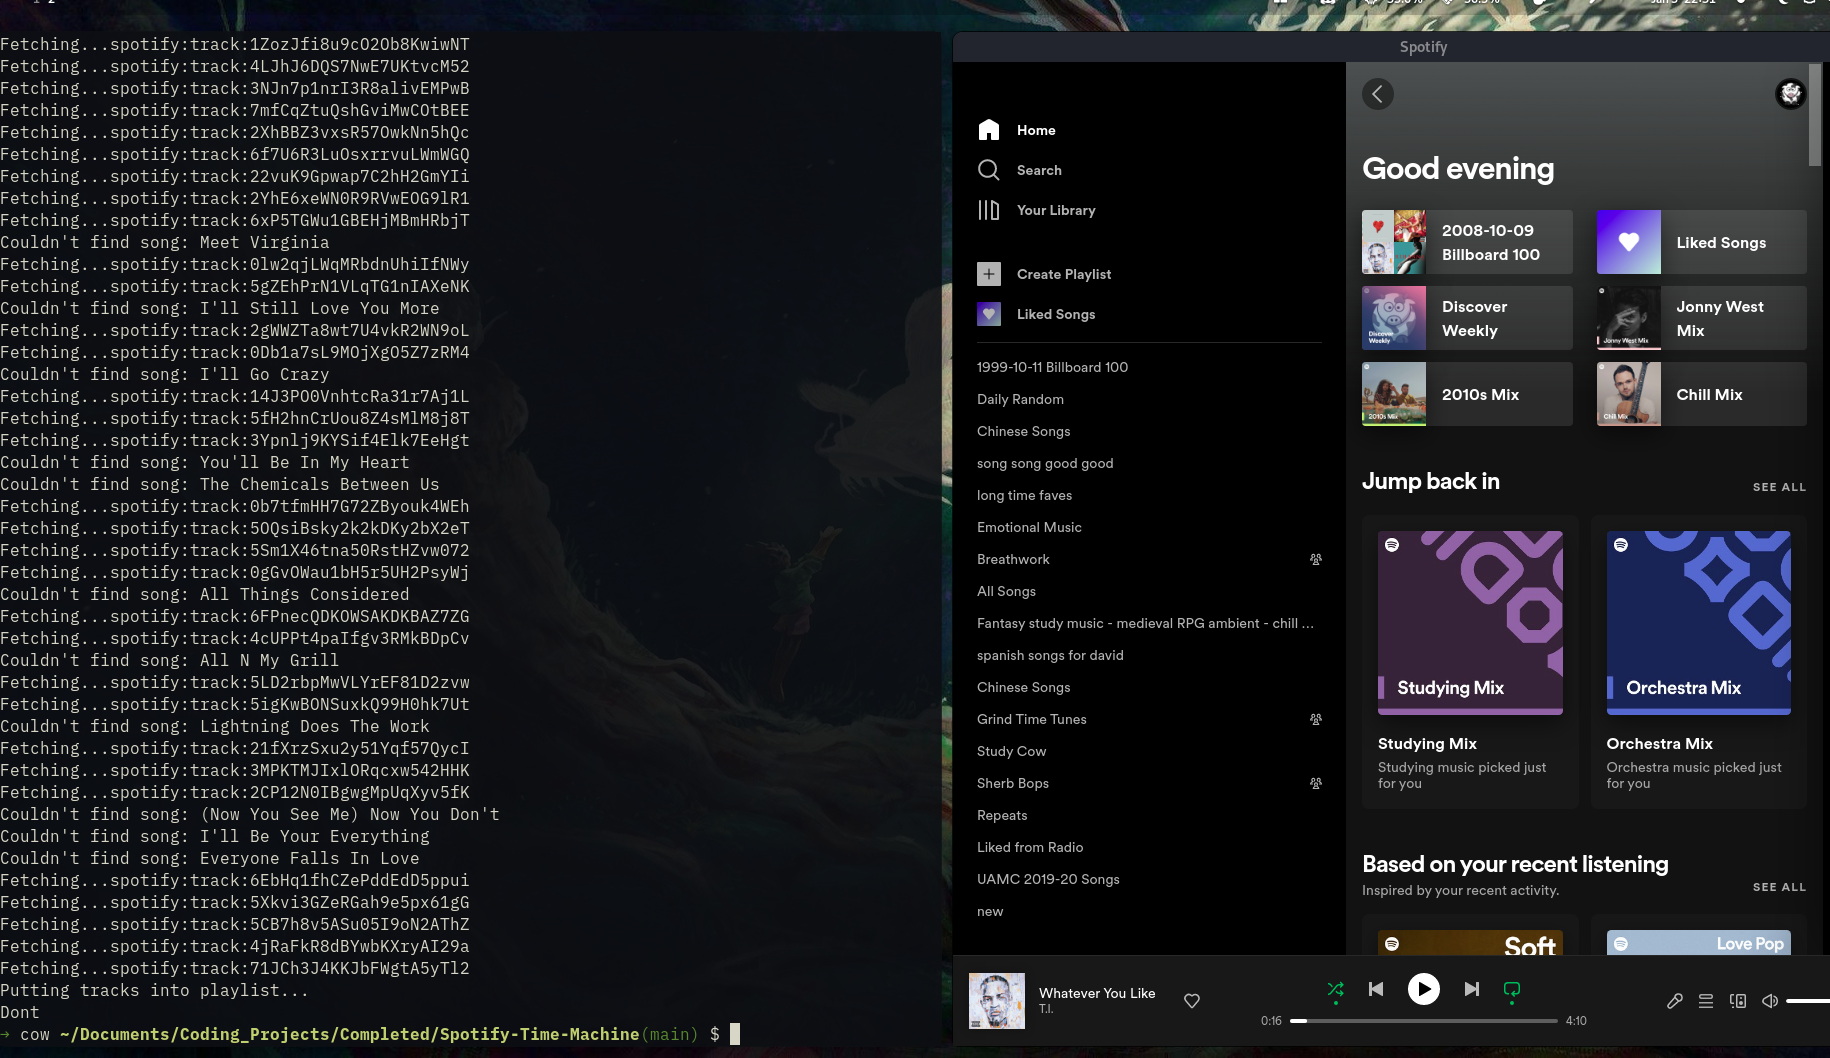 Fetching...spotify:track:1ZozJfi8u9cO2Ob8KwiwNT
Fetching...spotify:track:4LJhJ6DQS7NwE7UKtvcM52
Fetching...spotify:track:3NJn7p1nrI3R8alivEMPwB
Fetching...spotify:track:7mfCqZtuQshGviMwCOtBEE
Fetching...spotify:track:2XhBBZ3vxsR57OwkNn5hQc
Fetching...spotify:track:6f7U6R3LuOsxrrvuLWmWGQ
Fetching...spotify:track:22vuK9Gpwap7C2hH2GmYIi
Fetching...spotify:track:2YhE6xeWN0R9RVwEOG9lR1
Fetching...spotify:track:6xP5TGWu1GBEHjMBmHRbjT
Couldn't find song: Meet Virginia
Fetching...spotify:track:0lw2qjLWqMRbdnUhiIfNWy
Fetching...spotify:track:5gZEhPrN1VLqTG1nIAXeNK
Couldn't find song: I'll Still Love You More
Fetching...spotify:track:2gWWZTa8wt7U4vkR2WN9oL
Fetching...spotify:track:0Db1a7sL9MOjXgO5Z7zRM4
Couldn't find song: I'll Go Crazy
Fetching...spotify:track:14J3PO0VnhtcRa31r7Aj1L
Fetching...spotify:track:5fH2hnCrUou8Z4sMlM8j8T
Fetching...spotify:track:3Ypnlj9KYSif4Elk7EeHgt
Couldn't find song: You'll Be In My Heart
Couldn't find song: The Chemicals Between Us
Fetching...spotify:track:0b7tfmHH7G72ZByouk4WEh
Fetching...spotify:track:5OQsiBsky2k2kDKy2bX2eT
Fetching...spotify:track:5Sm1X46tna50RstHZvw072
Fetching...spotify:track:0gGvOWau1bH5r5UH2PsyWj
Couldn't find song: All Things Considered
Fetching...spotify:track:6FPnecQDKOWSAKDKBAZ7ZG
Fetching...spotify:track:4cUPPt4paIfgv3RMkBDpCv
Couldn't find song: All N My Grill
Fetching...spotify:track:5LD2rbpMwVLYrEF81D2zvw
Fetching...spotify:track:5igKwBONSuxkQ99H0hk7Ut
Couldn't find song: Lightning Does The Work
Fetching...spotify:track:21fXrzSxu2y51Yqf57QycI
Fetching...spotify:track:3MPKTMJIxlORqcxw542HHK
Fetching...spotify:track:2CP12N0IBgwgMpUqXyv5fK
Couldn't find song: (Now You See Me) Now You Don't
Couldn't find song: I'll Be Your Everything
Couldn't find song: Everyone Falls In Love
Fetching...spotify:track:6EbHq1fhCZePddEdD5ppui
Fetching...spotify:track:5Xkvi3GZeRGah9e5px61gG
Fetching...spotify:track:5CB7h8v5ASu05I9oN2AThZ
Fetching...spotify:track:4jRaFkR8dBYwbKXryAI29a
Fetching...spotify:track:71JCh3J4KKJbFWgtA5yTl2
Putting tracks into playlist...
Dont
→ cow ~/Documents/Coding_Projects/Completed/Spotify-Time-Machine(main) $
Spotify
Home
Search
Your Library
Create Playlist
Liked Songs
1999-10-11 Billboard 100
Daily Random
Chinese Songs
song song good good
long time faves
Emotional Music
Breathwork
All Songs
Fantasy study music - medieval RPG ambient - chill ...
spanish songs for david
Chinese Songs
Grind Time Tunes
Study Cow
Sherb Bops
Repeats
Liked from Radio
UAMC 2019-20 Songs
new
Good evening
2008-10-09
Billboard 100
Liked Songs
Discover
Weekly
Discover
Weekly
Jonny West Mix
Jonny West
Mix
2010s Mix
2010s Mix
Chill Mix
Chill Mix
Jump back in
SEE ALL
Studying Mix
Orchestra Mix
Studying Mix
Studying music picked just
for you
Orchestra Mix
Orchestra music picked just
for you
Based on your recent listening
Inspired by your recent activity.
SEE ALL
Soft
Love Pop
Whatever You Like
T.I.
0:16
4:10